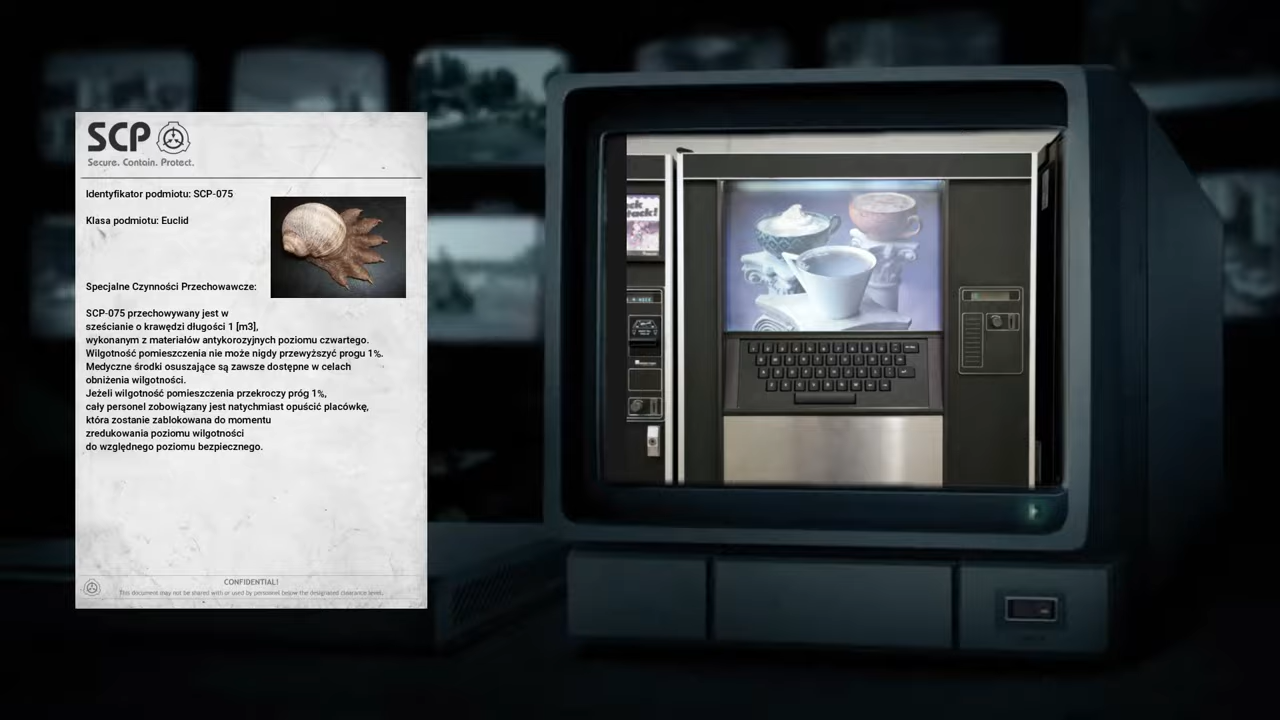 SCP
Secure. Contain. Protect.
Identyfikator podmiotu: SCP-075
Klasa podmiotu: Euclid
Specjalne Czynności Przechowawcze:
SCP-075 przechowywany jest w
sześcianie o krawędzi długości 1 [m3],
wykonanym z materiałów antykorozyjnych poziomu czwartego.
Wilgotność pomieszczenia nie może nigdy przewyższyć progu 1%.
Medyczne środki osuszające są zawsze dostępne w celach
obniżenia wilgotności.
Jeżeli wilgotność pomieszczenia przekroczy próg 1%,
cały personel zobowiązany jest natychmiast opuścić placówkę,
która zostanie zablokowana do momentu
zredukowania poziomu wilgotności
do względnego poziomu bezpiecznego.
CONFIDENTIAL!
This document may not be shared with or used by personnel below the designated clearance level.